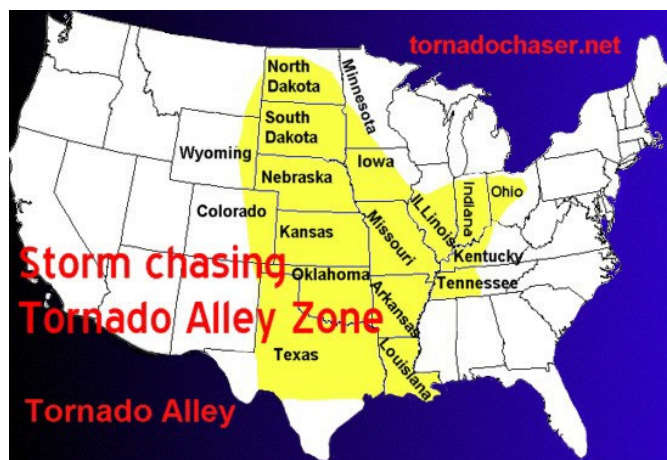 tornadochaser.net
North
Dakota
Minnesota
South
Dakota
Wyoming
Iowa
Nebraska
Ohio
Indiana
ILLinois
Colorado
Missouri
Kansas
Kentucky
Storm chasing
Oklahoma
Tennessee
Arkansas
Tornado Alley Zone
Texas
Louisiana
Tornado Alley